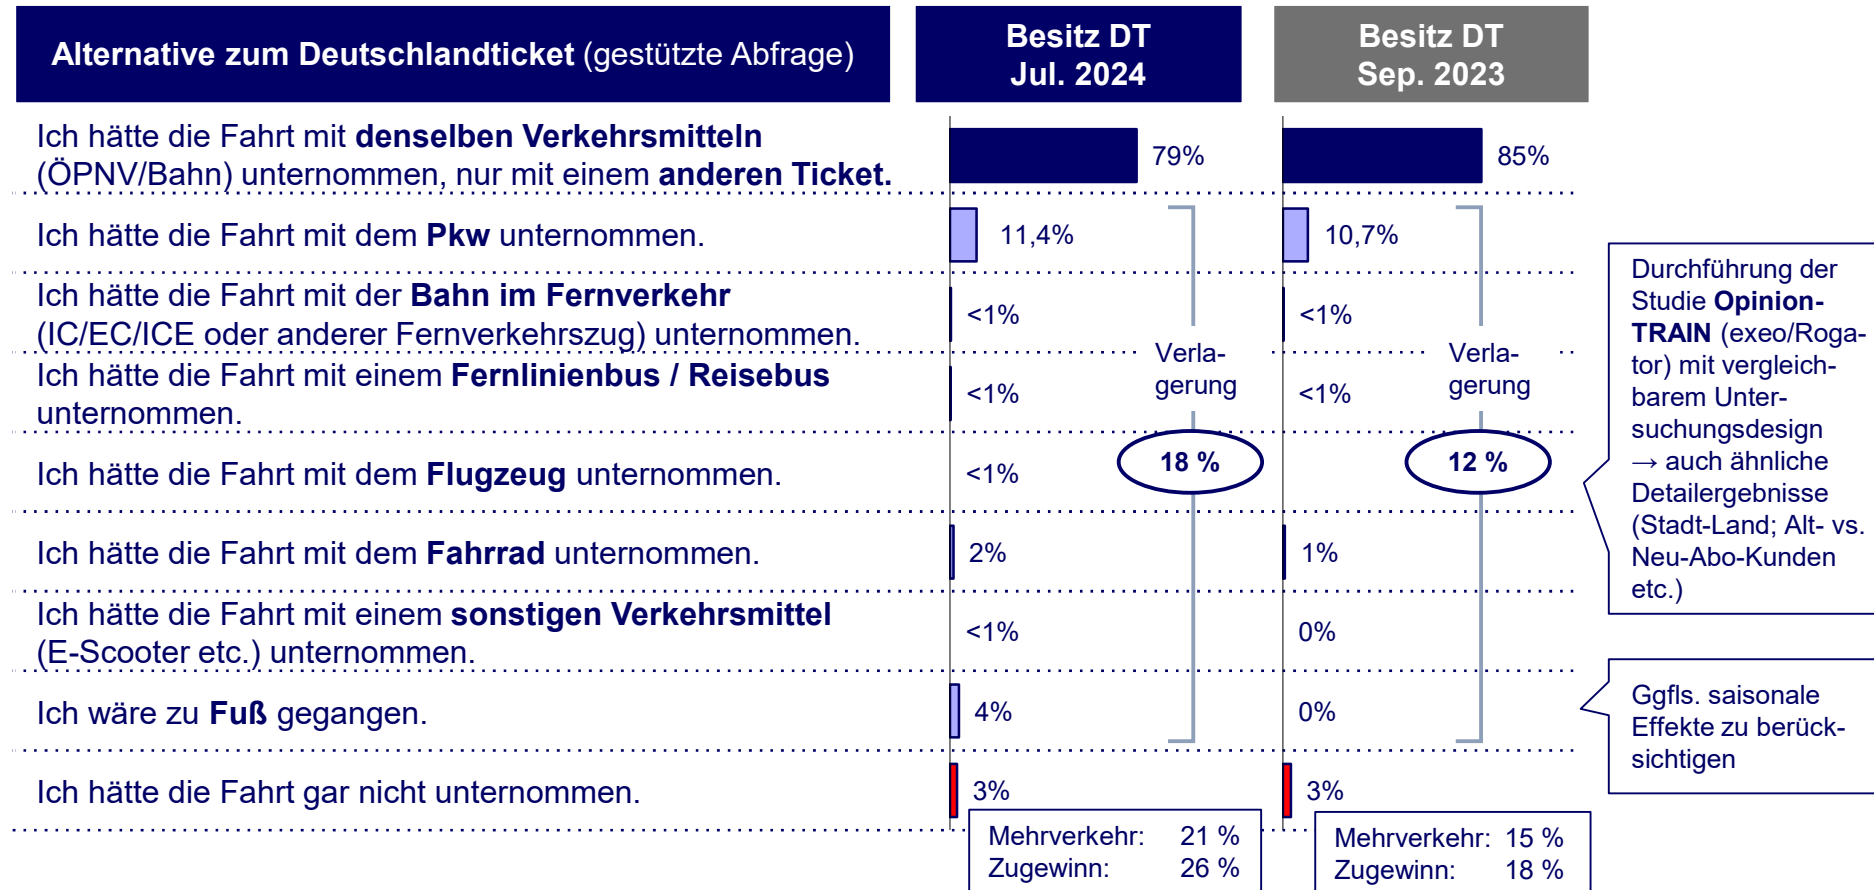 Alternative zum Deutschlandticket (gestützte Abfrage)
Besitz DT
Jul. 2024
Besitz DT
Sep. 2023
Ich hätte die Fahrt mit denselben Verkehrsmitteln
(ÖPNV/Bahn) unternommen, nur mit einem anderen Ticket.
79%
85%
Ich hätte die Fahrt mit dem Pkw unternommen.
11,4%
10,7%
Ich hätte die Fahrt mit der Bahn im Fernverkehr
(IC/EC/ICE oder anderer Fernverkehrszug) unternommen.
<1%
<1%
Ich hätte die Fahrt mit einem Fernlinienbus / Reisebus
unternommen.
<1%
<1%
Verla-
gerung
Verla-
gerung
Ich hätte die Fahrt mit dem Flugzeug unternommen.
<1%
18 %
12 %
Ich hätte die Fahrt mit dem Fahrrad unternommen.
2%
1%
Ich hätte die Fahrt mit einem sonstigen Verkehrsmittel
(E-Scooter etc.) unternommen.
<1%
0%
Ich wäre zu Fuß gegangen.
4%
0%
Ich hätte die Fahrt gar nicht unternommen.
3%
3%
Mehrverkehr: 21 %
Zugewinn: 26 %
Mehrverkehr: 15 %
Zugewinn: 18 %
Durchführung der
Studie Opinion-
TRAIN (exeo/Roga-
tor) mit vergleich-
barem Unter-
suchungsdesign
→ auch ähnliche
Detailergebnisse
(Stadt-Land; Alt- vs.
Neu-Abo-Kunden
etc.)
Ggfls. saisonale
Effekte zu berück-
sichtigen